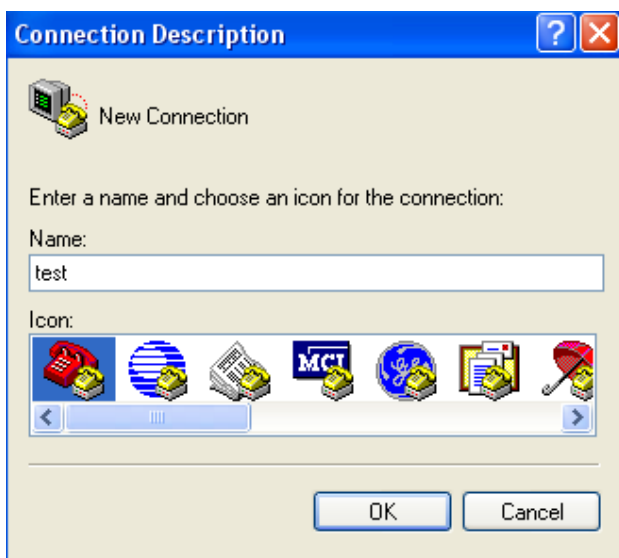 Connection Description
New Connection
Enter a name and choose an icon for the connection:
Name:
test
Icon:
MCI
OK Cancel